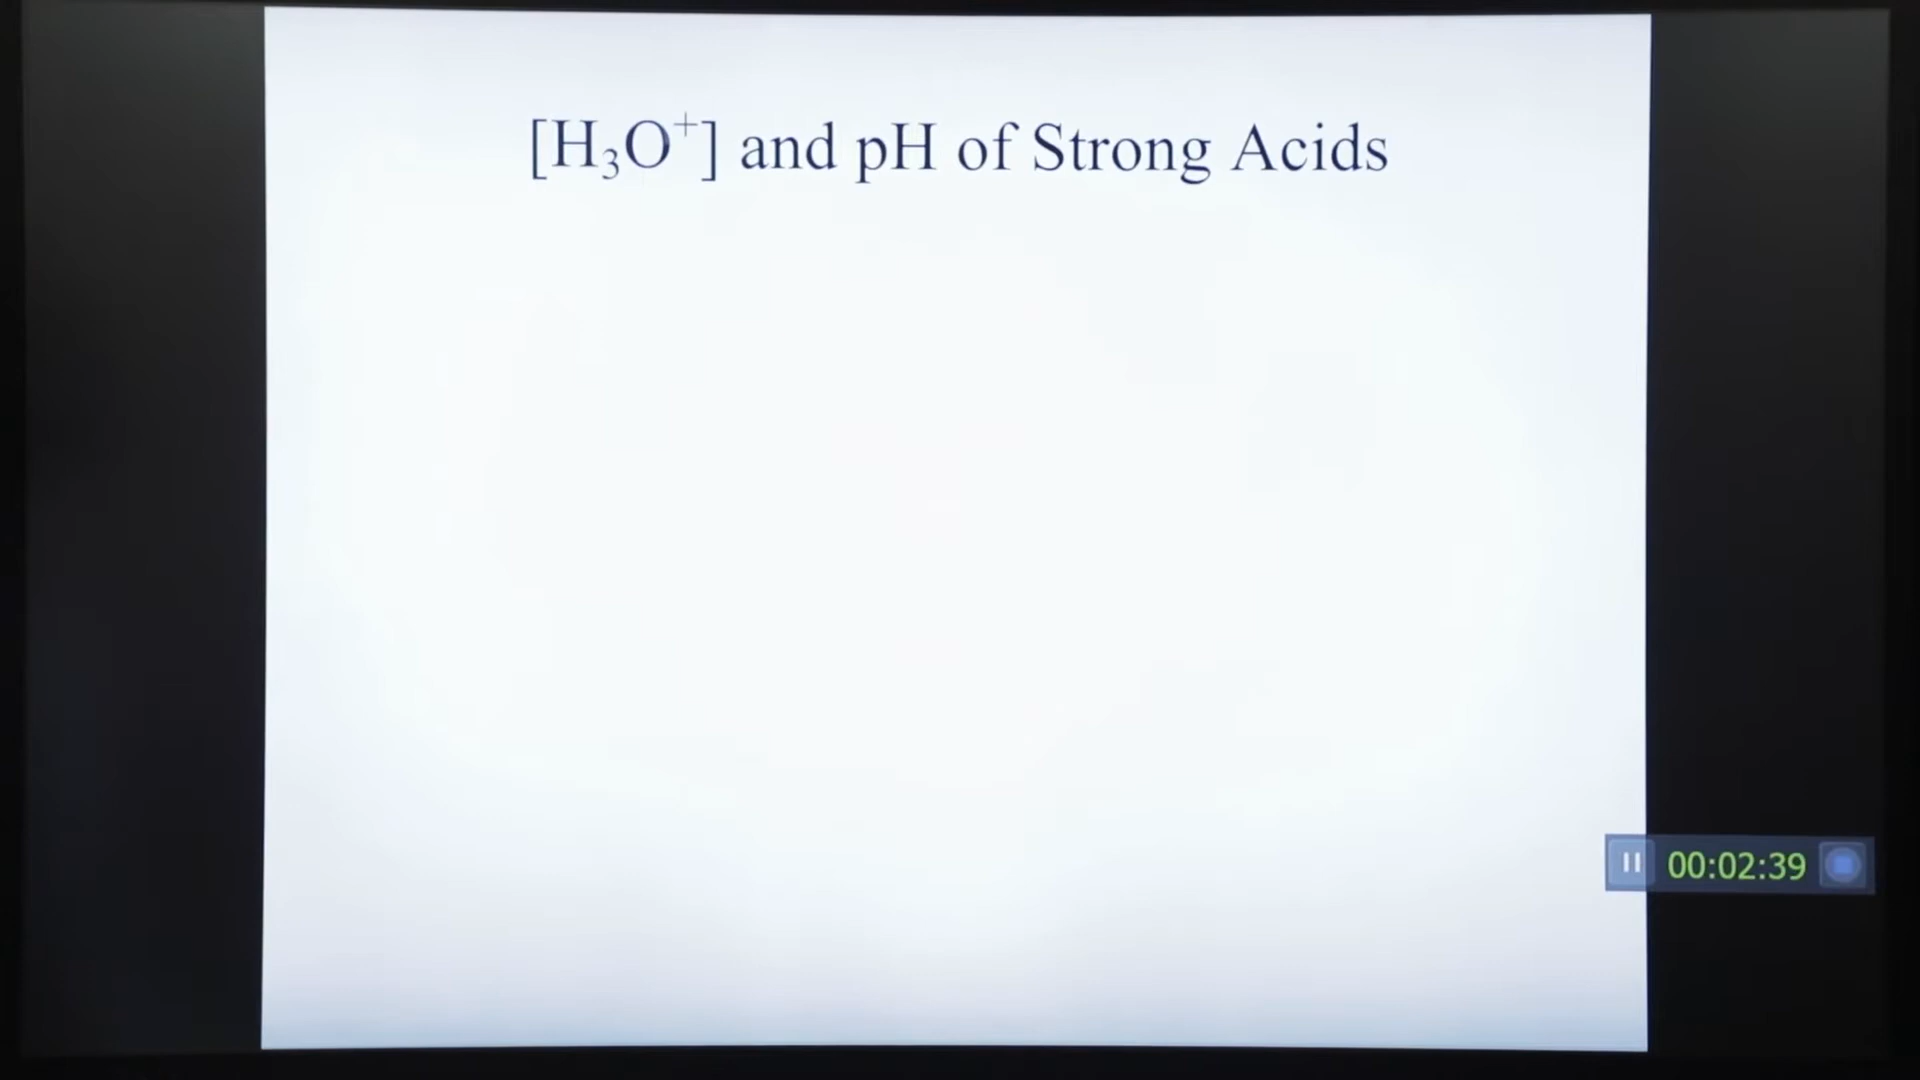 [H₃O⁺] and pH of Strong Acids
00:02:39